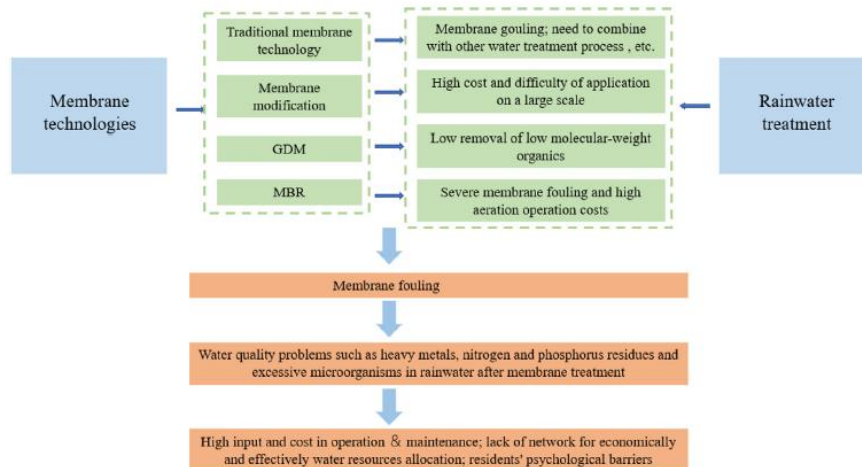 Traditional membrane
technology
Membrane gouling; need to combine
with other water treatment process , etc.
Membrane
technologies
Membrane
modification
High cost and difficulty of application
on a large scale
Rainwater
treatment
GDM
Low removal of low molecular-weight
organics
MBR
Severe membrane fouling and high
aeration operation costs
Membrane fouling
Water quality problems such as heavy metals, nitrogen and phosphorus residues and
excessive microorganisms in rainwater after membrane treatment
High input and cost in operation & maintenance; lack of network for economically
and effectively water resources allocation; residents' psychological barriers